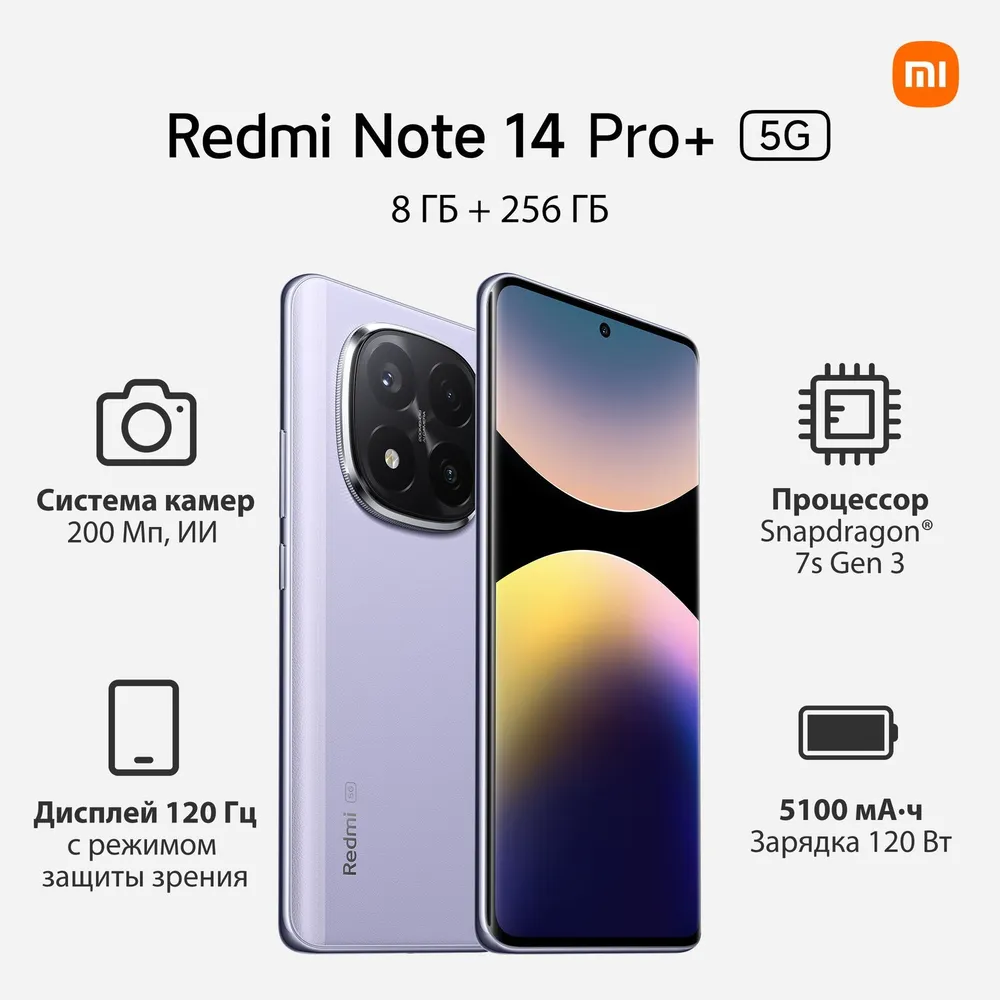 mi
Redmi Note 14 Pro+ 5G
8 ГБ + 256 ГБ
Система камер
200 Мп, ИИ
Процессор
Snapdragon®
7s Gen 3
Дисплей 120 Гц
с режимом
защиты зрения
5100 мА·ч
Зарядка 120 Вт
Redmi 5G